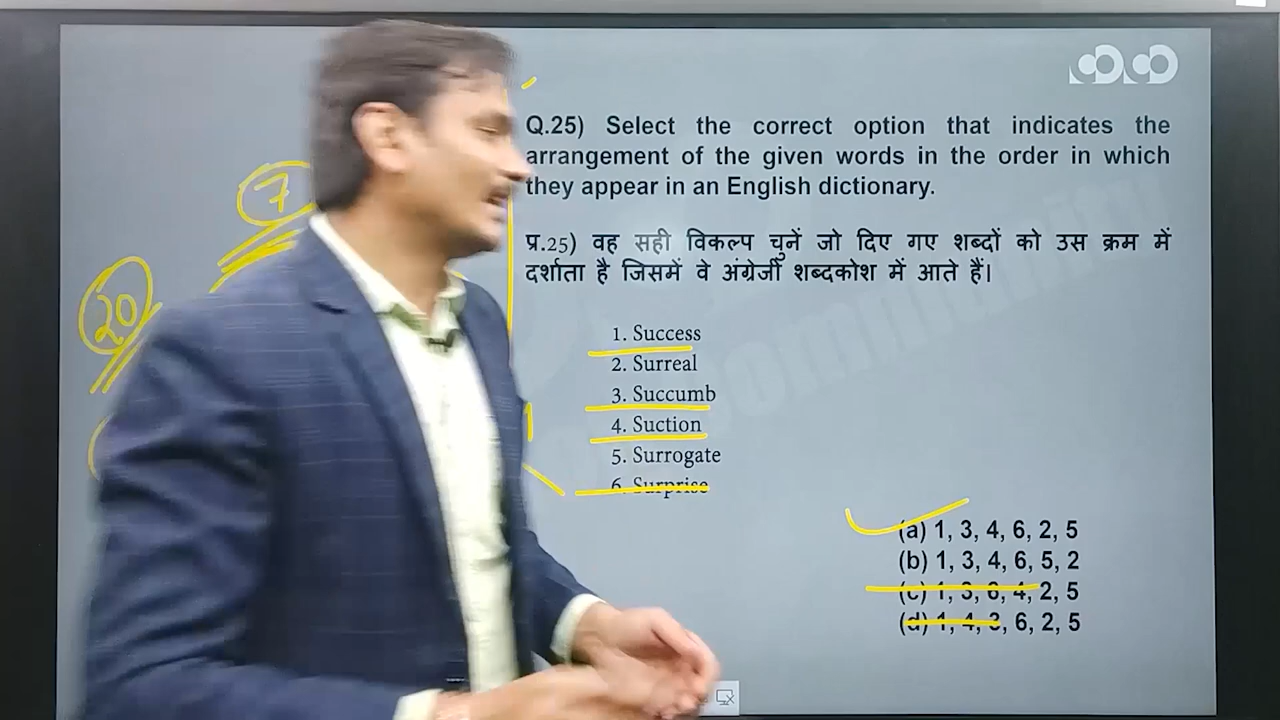 Q.25) Select the correct option that indicates the
arrangement of the given words in the order in which
they appear in an English dictionary.
प्र.25) वह सही विकल्प चुनें जो दिए गए शब्दों को उस क्रम में
दर्शाता है जिसमें वे अंग्रेजी शब्दकोश में आते हैं।
7
20
1. Success
2. Surreal
3. Succumb
4. Suction
5. Surrogate
6. Surprise
(a) 1, 3, 4, 6, 2, 5
(b) 1, 3, 4, 6, 5, 2
(c) 1, 3, 6, 4, 2, 5
(d) 1, 4, 3, 6, 2, 5